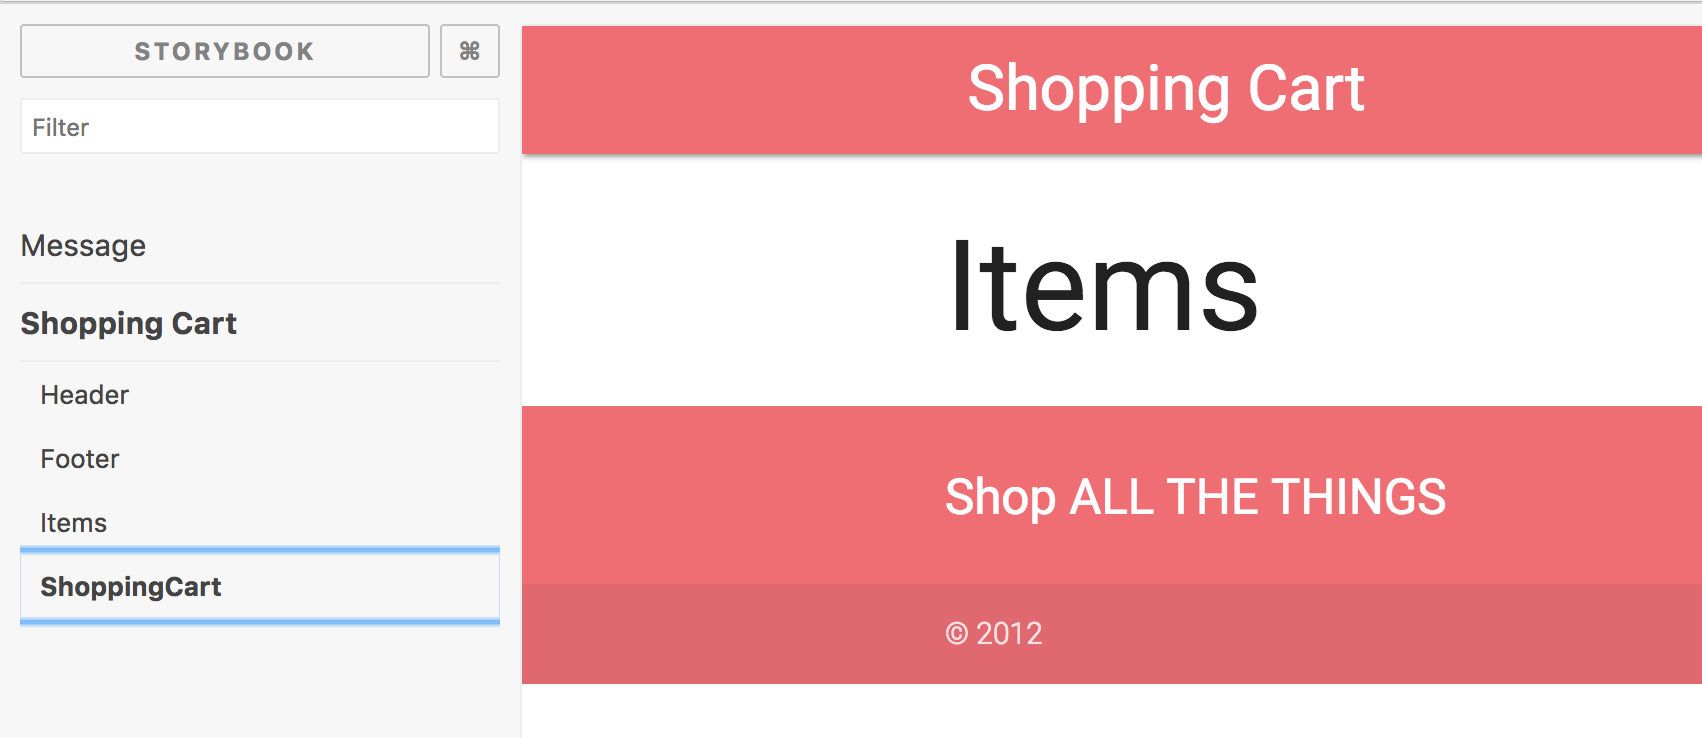 STORYBOOK ⌘
Filter
Message
Shopping Cart
Header
Footer
Items
ShoppingCart
Shopping Cart
Items
Shop ALL THE THINGS
© 2012